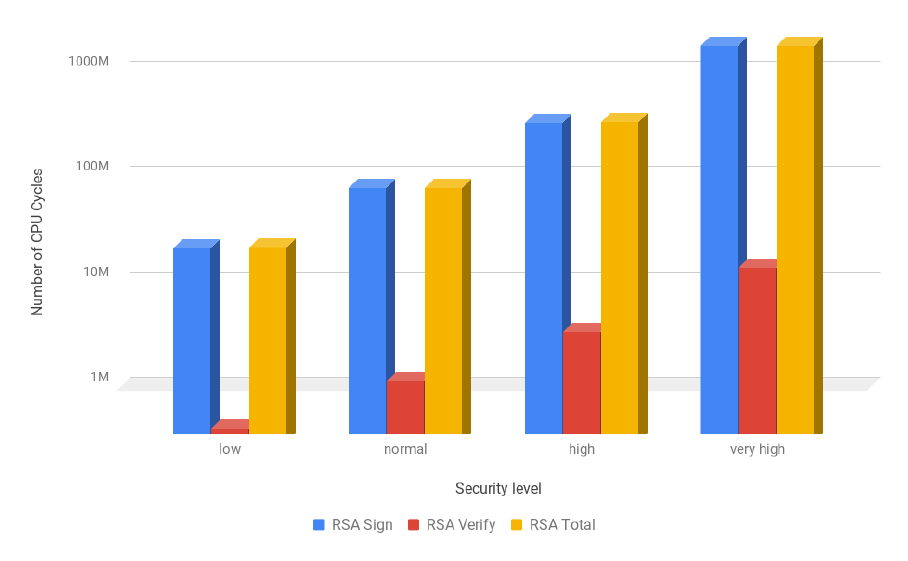 1000M
100M
10M
1M
Number of CPU Cycles
low normal high very high
Security level
RSA Sign RSA Verify RSA Total